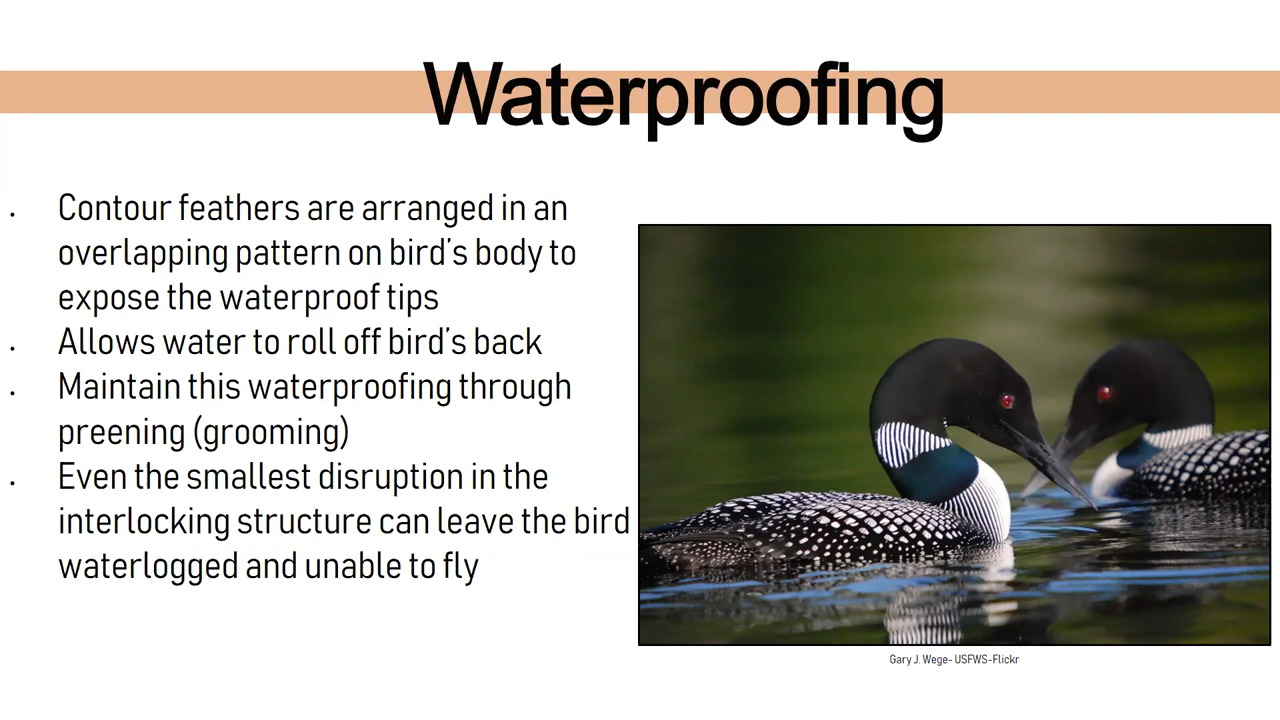 Waterproofing
• Contour feathers are arranged in an
overlapping pattern on bird’s body to
expose the waterproof tips
• Allows water to roll off bird’s back
• Maintain this waterproofing through
preening (grooming)
• Even the smallest disruption in the
interlocking structure can leave the bird
waterlogged and unable to fly
Gary J. Wege- USFWS-Flickr